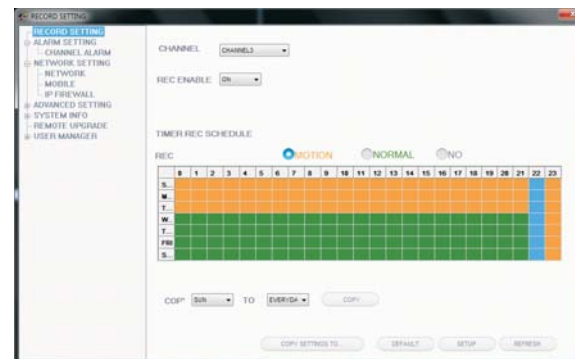 RECORD SETTING
RECORD SETTING
ALARM SETTING
CHANNEL ALARM
NETWORK SETTING
NETWORK
MOBILE
IP FIREWALL
ADVANCED SETTING
SYSTEM INFO
REMOTE UPGRADE
USER MANAGER
CHANNEL CHANNEL3
REC ENABLE ON
TIMER REC SCHEDULE
REC MOTION NORMAL NO
0 1 2 3 4 5 6 7 8 9 10 11 12 13 14 15 16 17 18 19 20 21 22 23
S...
M...
T...
W...
T...
FRI
S...
COP' SUN TO EVERYDA COPY
COPY SETTINGS TO... DEFAULT SETUP REFRESH